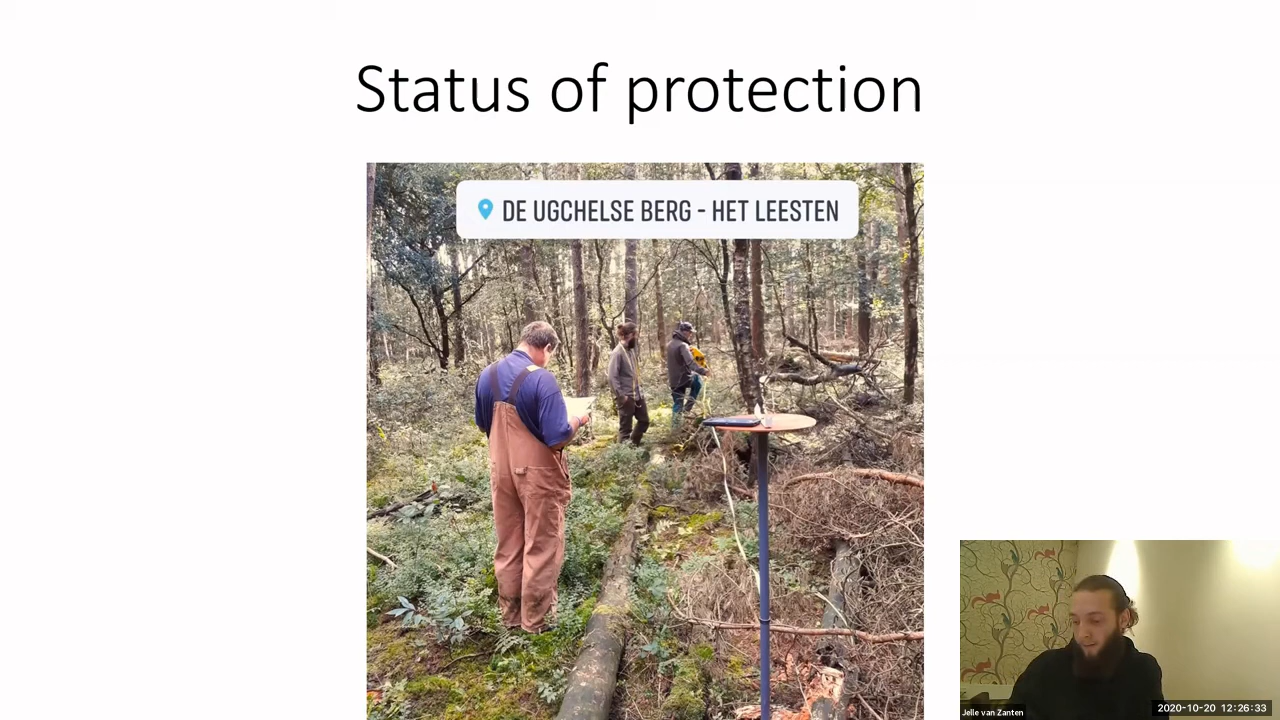 Status of protection
DE UGCHELSE BERG - HET LEESTEN
Jelle van Zanten
2020-10-20 12:26:33